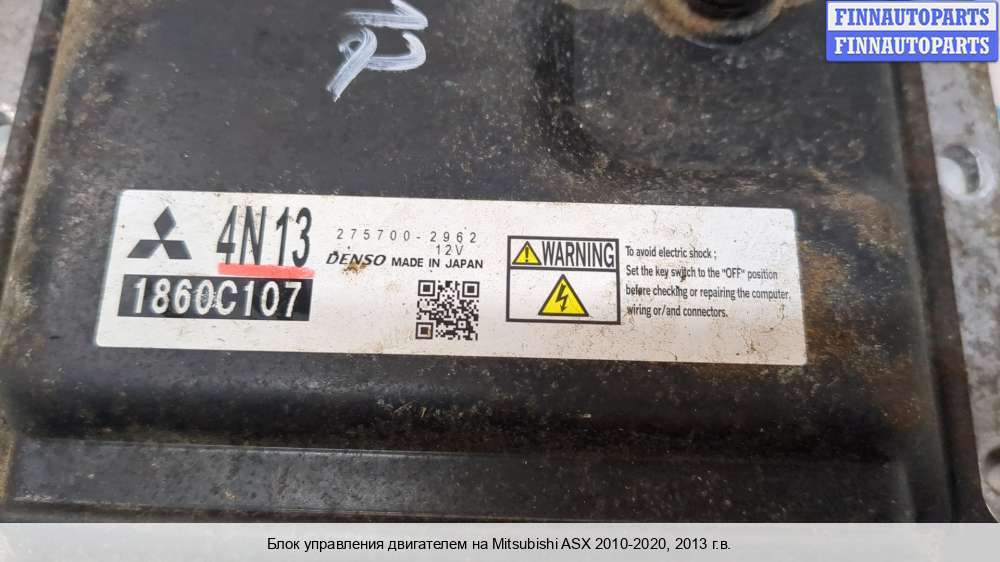 FINNAUTOPARTS
FINNAUTOPARTS
4N13
275700-2962
12V
DENSO MADE IN JAPAN
1860C107
WARNING
To avoid electric shock ;
Set the key switch to the "OFF" position
before checking or repairing the computer,
wiring or/and connectors.
Блок управления двигателем на Mitsubishi ASX 2010-2020, 2013 г.в.